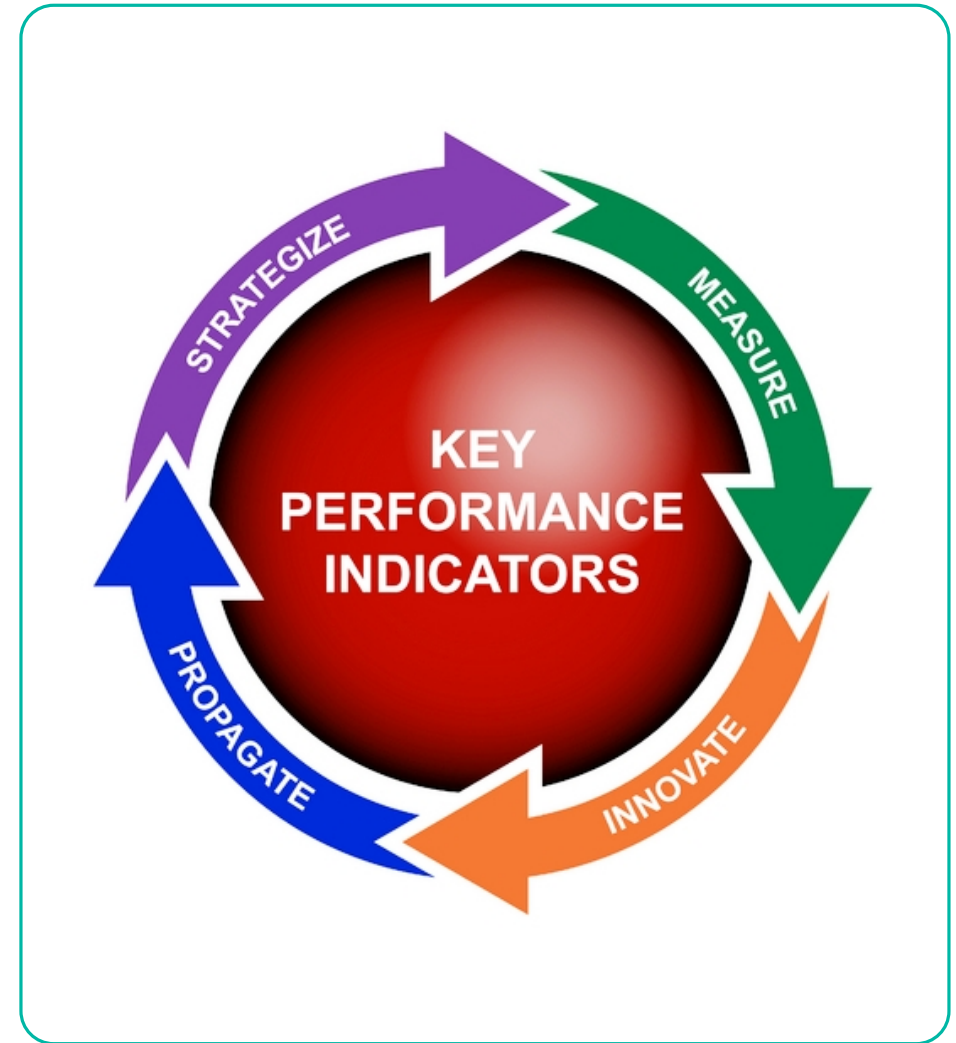 STRATEGIZE
MEASURE
KEY
PERFORMANCE
INDICATORS
PROPAGATE
INNOVATE